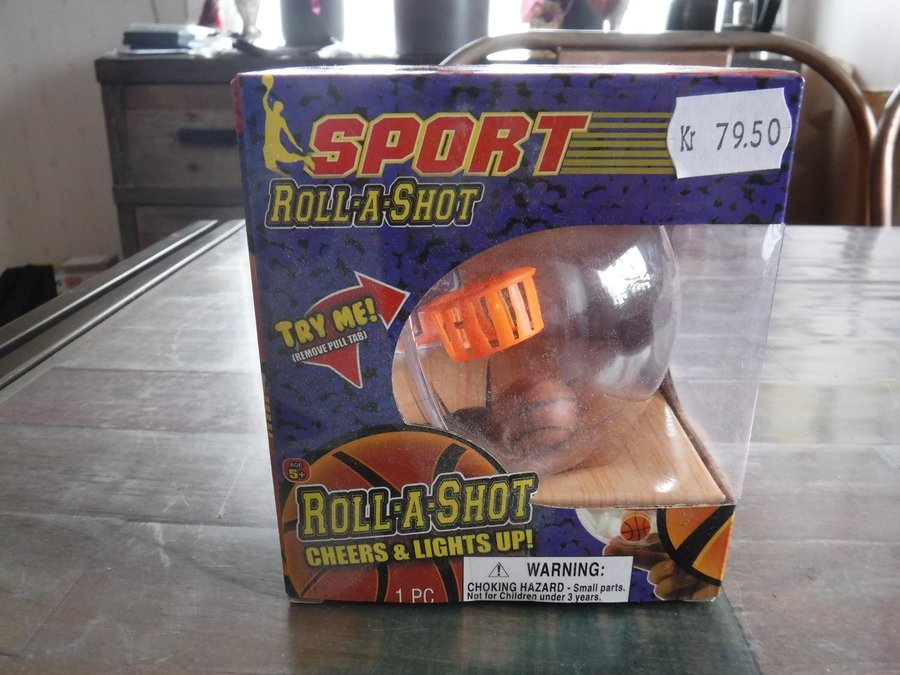 SPORT
Kr 79.50
ROLL-A-SHOT
TRY ME!
(REMOVE PULL TAB)
AGE
5+
ROLL-A-SHOT
CHEERS & LIGHTS UP!
1 PC
WARNING:
CHOKING HAZARD - Small parts.
Not for Children under 3 years.